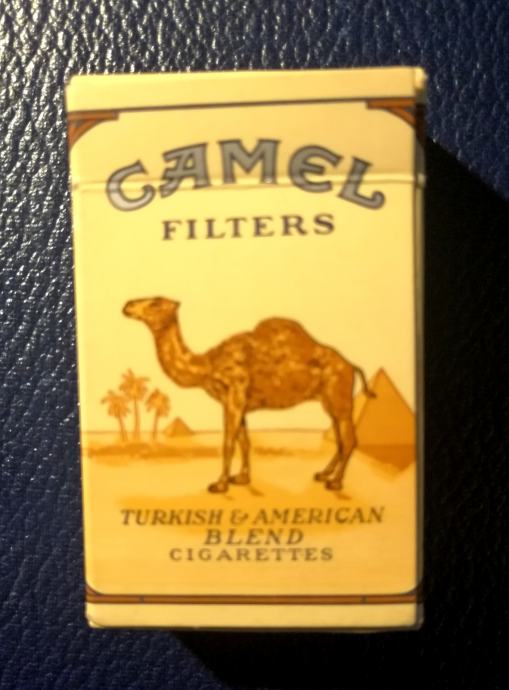 CAMEL
FILTERS
TURKISH & AMERICAN
BLEND
CIGARETTES